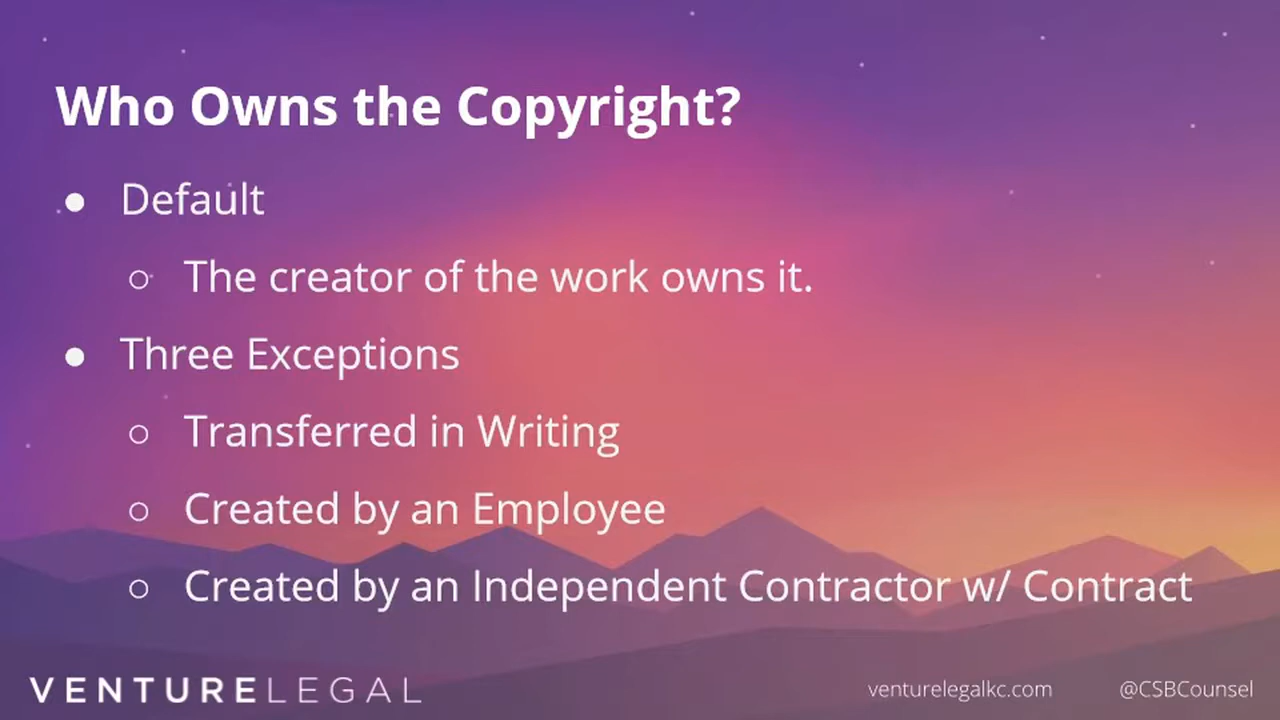 Who Owns the Copyright?
● Default
○ The creator of the work owns it.
● Three Exceptions
○ Transferred in Writing
○ Created by an Employee
○ Created by an Independent Contractor w/ Contract
VENTURELEGAL
venturelegalkc.com
@CSBCounsel